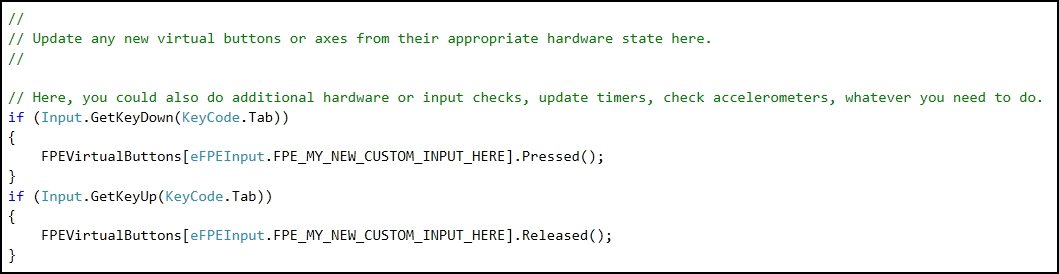 //
// Update any new virtual buttons or axes from their appropriate hardware state here.
//
// Here, you could also do additional hardware or input checks, update timers, check accelerometers, whatever you need to do.
if (Input.GetKeyDown(KeyCode.Tab))
{
    FPEVirtualButtons[eFPEInput.FPE_MY_NEW_CUSTOM_INPUT_HERE].Pressed();
}
if (Input.GetKeyUp(KeyCode.Tab))
{
    FPEVirtualButtons[eFPEInput.FPE_MY_NEW_CUSTOM_INPUT_HERE].Released();
}